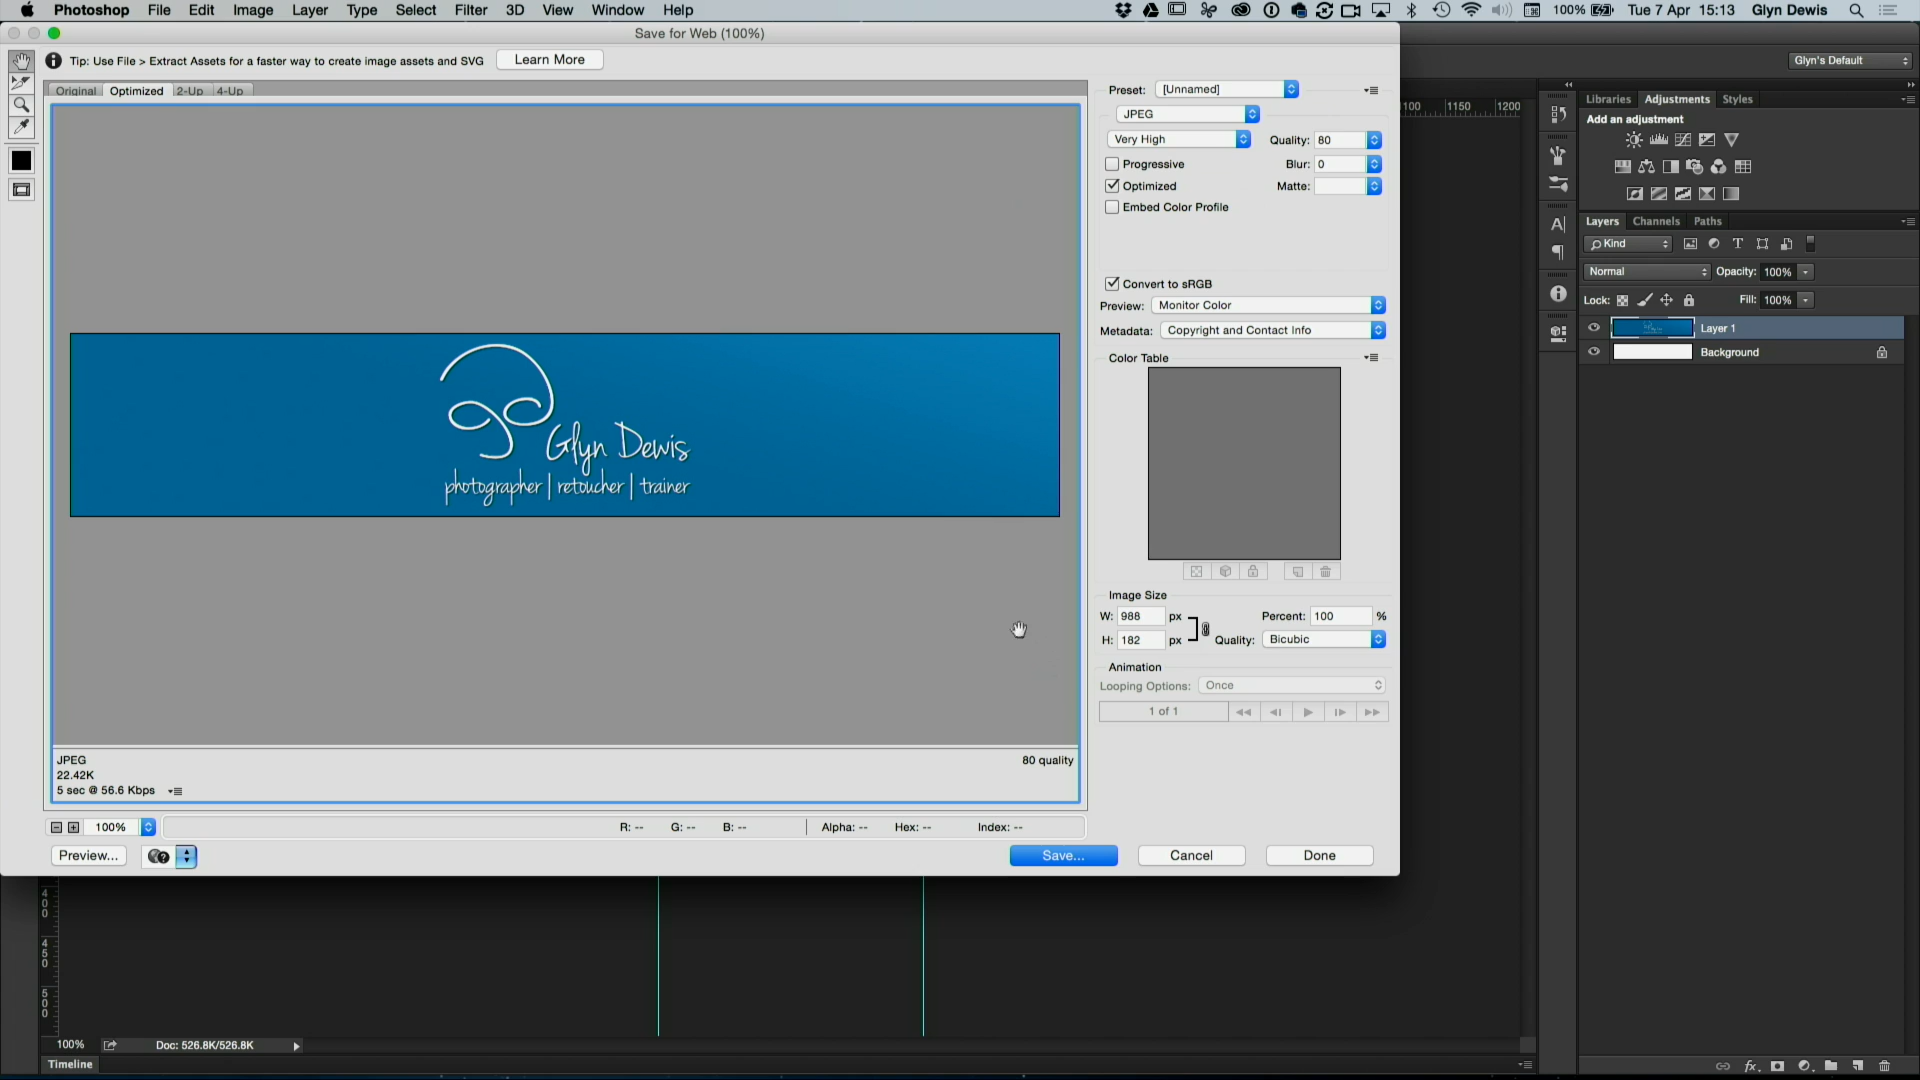 Photoshop File Edit Image Layer Type Select Filter 3D View Window Help 100% Tue 7 Apr 15:13 Glyn Dewis
Save for Web (100%)
Tip: Use File > Extract Assets for a faster way to create image assets and SVG Learn More
Glyn's Default
Original Optimized 2-Up 4-Up
Preset: [Unnamed]
JPEG
Very High Quality: 80
Progressive Blur: 0
Optimized Matte:
Embed Color Profile
Convert to sRGB
Preview: Monitor Color
Metadata: Copyright and Contact Info
Color Table
Image Size
W: 988 px Percent: 100 %
H: 182 px Quality: Bicubic
Animation
Looping Options: Once
1 of 1
Glyn Dewis
photographer | retoucher | trainer
JPEG 80 quality
22.42K
5 sec @ 56.6 Kbps
100% R: -- G: -- B: -- Alpha: -- Hex: -- Index: --
Preview... Save... Cancel Done
100 1150 1200
Libraries Adjustments Styles
Add an adjustment
Layers Channels Paths
Kind
Normal Opacity: 100%
Lock: Fill: 100%
Layer 1
Background
400
450
500
100% Doc: 526.8K/526.8K
Timeline